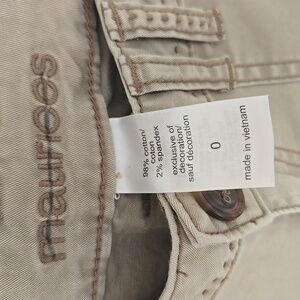 maurices
98% cotton/
coton
2% spandex
exclusive of
decoration/
sauf décoration
0
made in vietnam